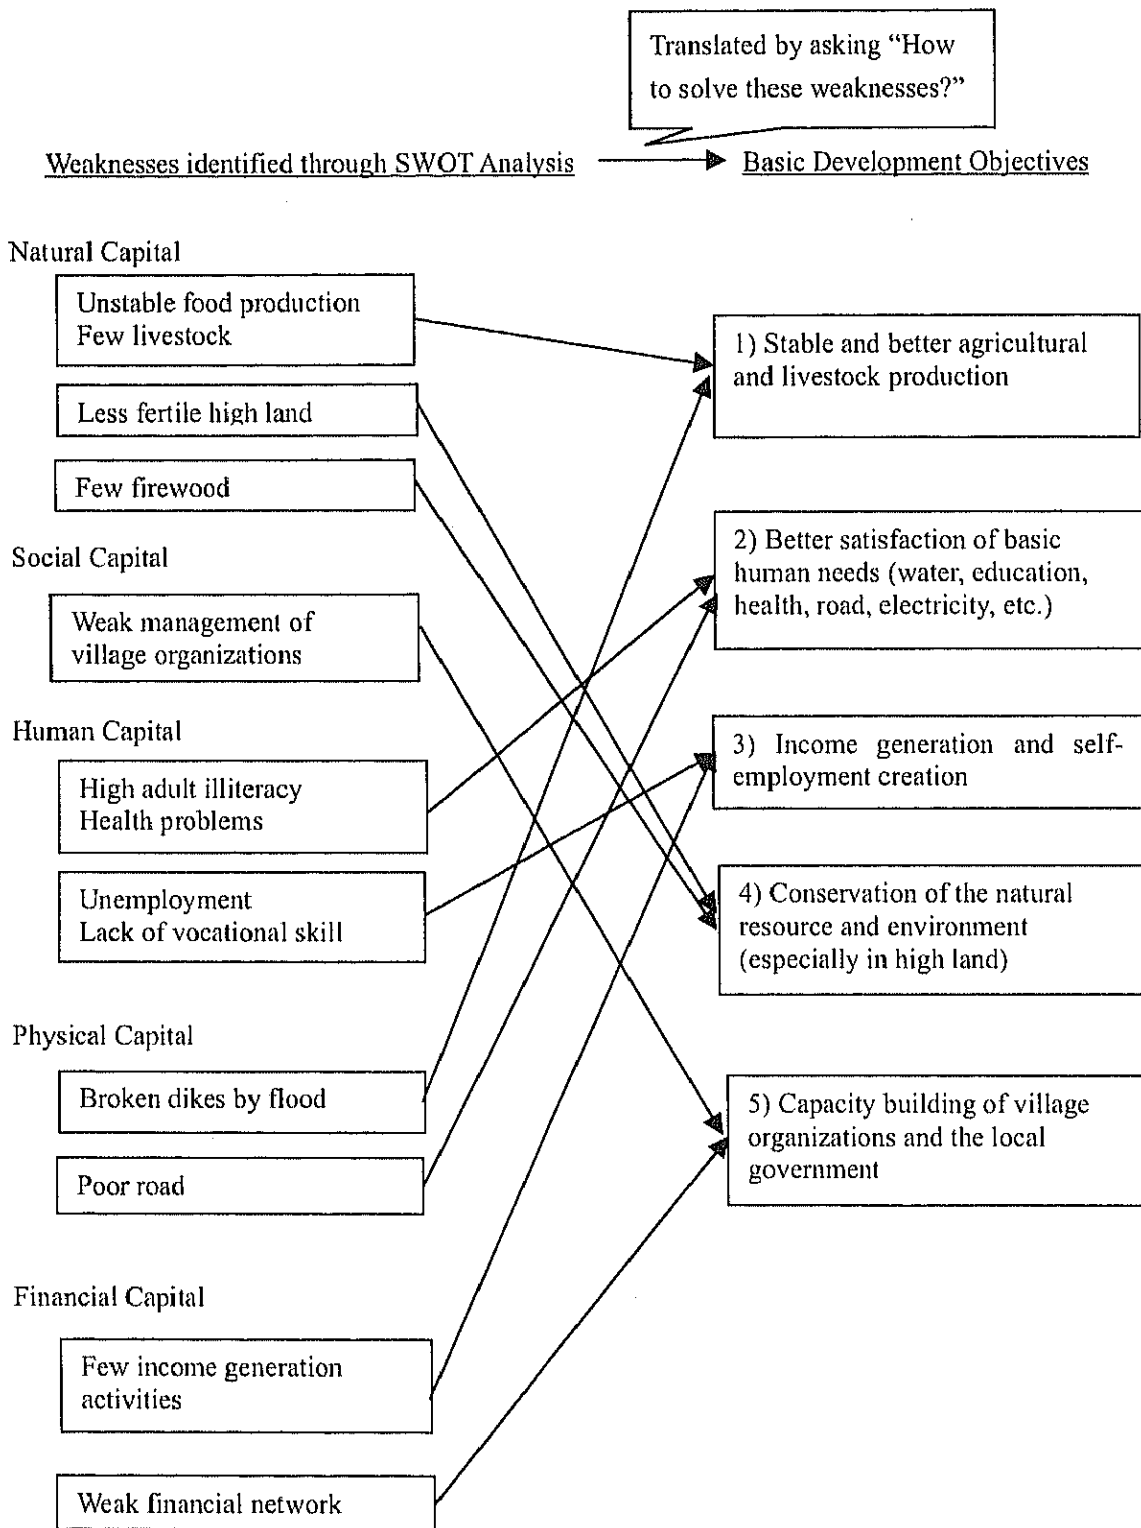 Translated by asking “How
to solve these weaknesses?”
Weaknesses identified through SWOT Analysis
Basic Development Objectives
Natural Capital
Unstable food production
Few livestock
Less fertile high land
Few firewood
Social Capital
Weak management of
village organizations
Human Capital
High adult illiteracy
Health problems
Unemployment
Lack of vocational skill
Physical Capital
Broken dikes by flood
Poor road
Financial Capital
Few income generation
activities
Weak financial network
1) Stable and better agricultural
and livestock production
2) Better satisfaction of basic
human needs (water, education,
health, road, electricity, etc.)
3) Income generation and self-
employment creation
4) Conservation of the natural
resource and environment
(especially in high land)
5) Capacity building of village
organizations and the local
government